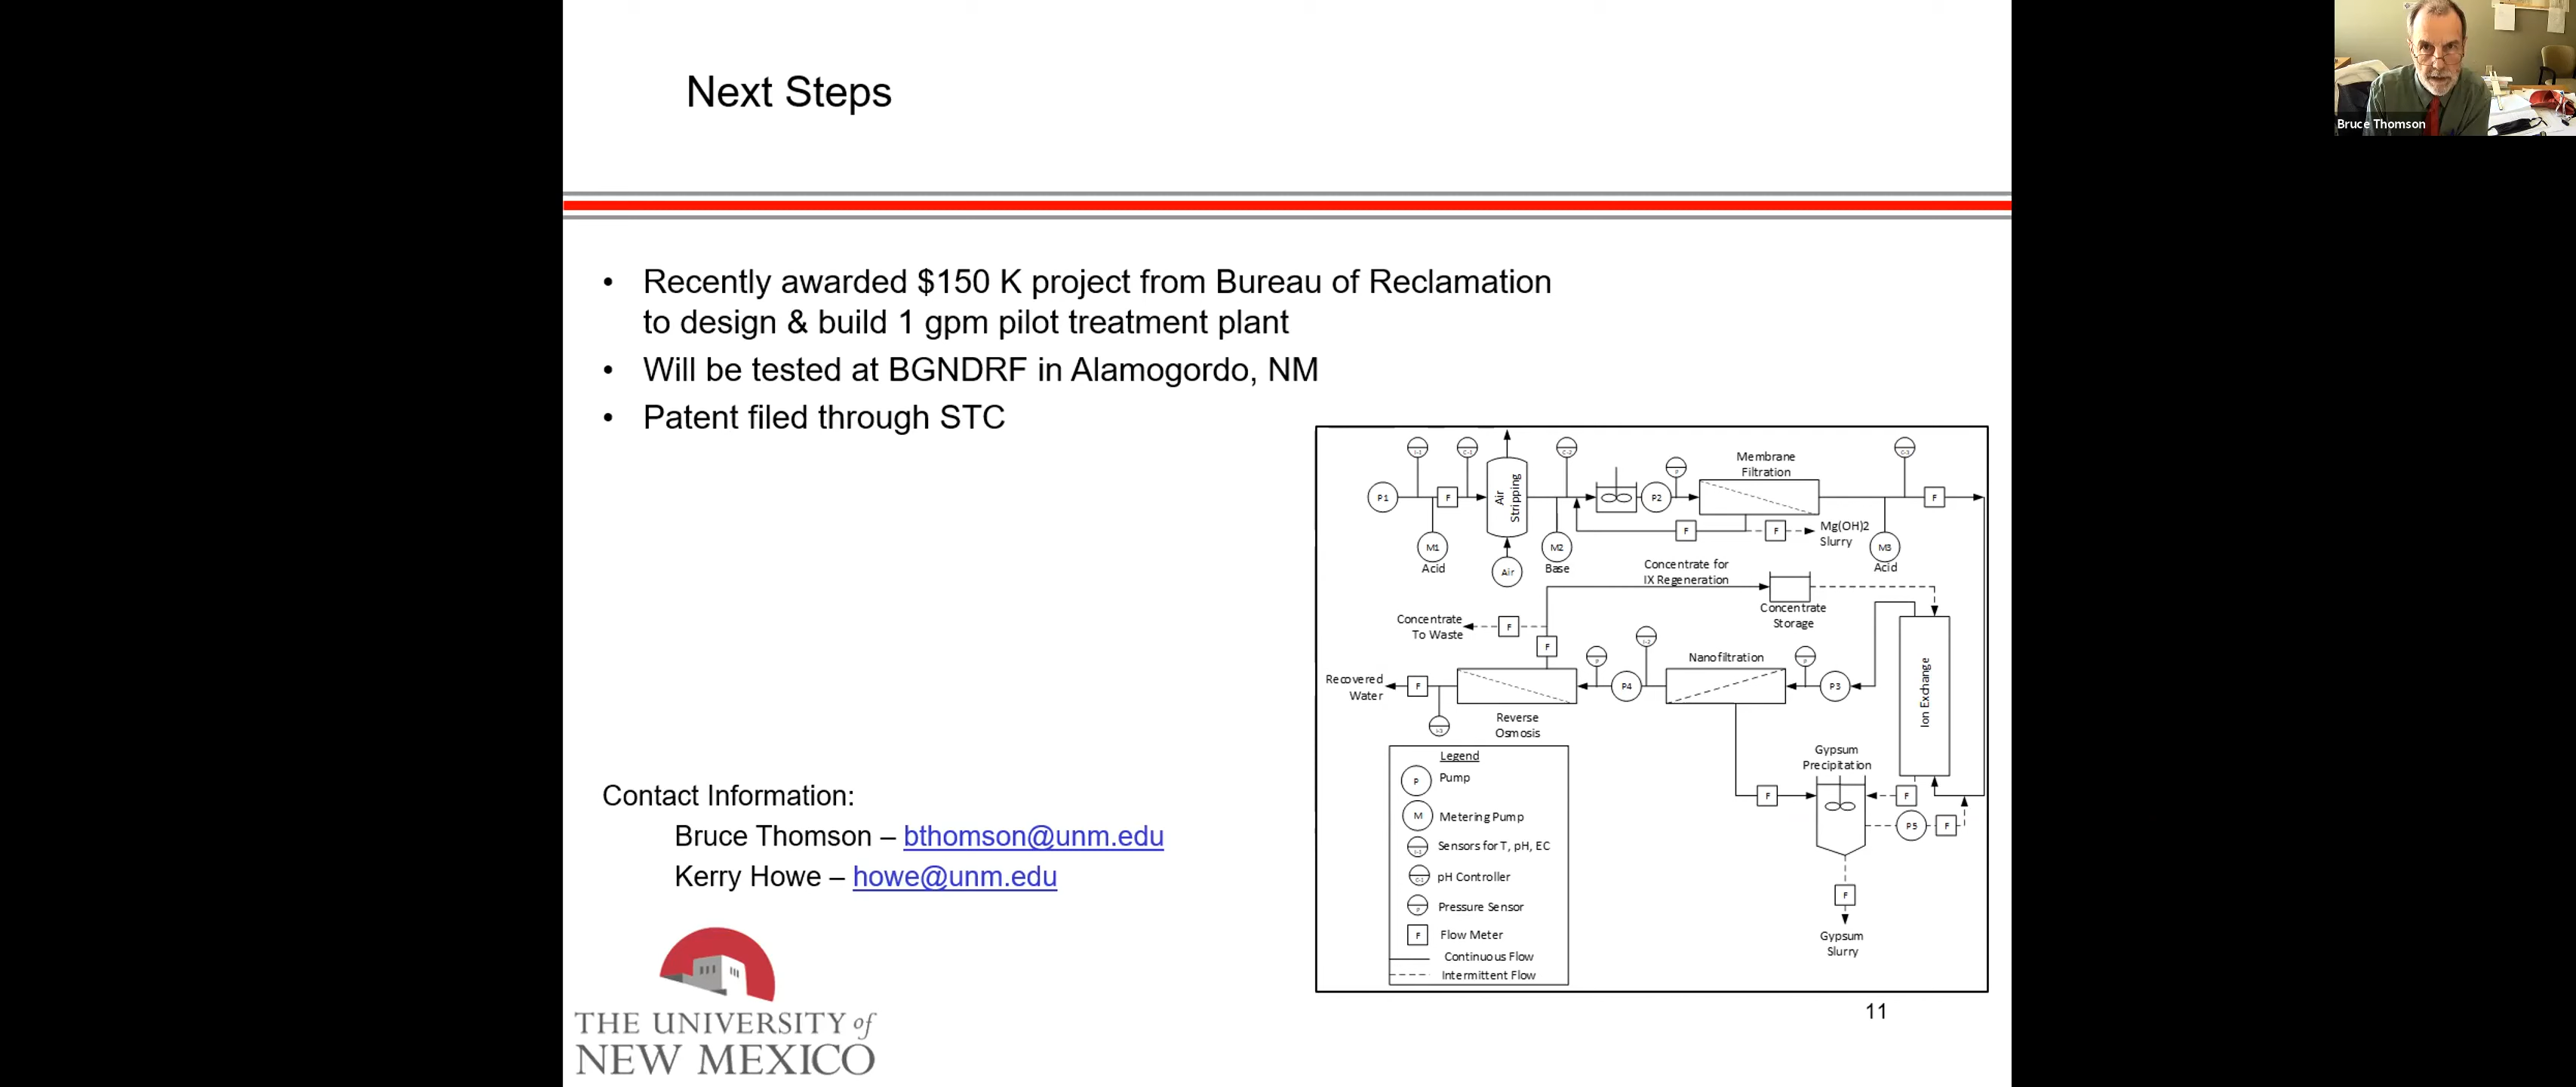 Next Steps
Bruce Thomson
• Recently awarded $150 K project from Bureau of Reclamation
to design & build 1 gpm pilot treatment plant
• Will be tested at BGNDRF in Alamogordo, NM
• Patent filed through STC
Membrane
Filtration
P1
F
Air
Stripping
P2
P
F
F
F
Mg(OH)2
Slurry
M1
Acid
Air
M2
Base
M3
Acid
Concentrate for
IX Regeneration
Concentrate
Storage
Concentrate
To Waste
F
F
Nanofiltration
Recovered
Water
F
P
P4
P
P3
Ion Exchange
Reverse
Osmosis
Gypsum
Precipitation
F
F
P5
F
F
Gypsum
Slurry
Legend
P Pump
M Metering Pump
Sensors for T, pH, EC
C-1 pH Controller
P Pressure Sensor
F Flow Meter
Continuous Flow
Intermittent Flow
Contact Information:
Bruce Thomson – bthomson@unm.edu
Kerry Howe – howe@unm.edu
THE UNIVERSITY of
NEW MEXICO
11